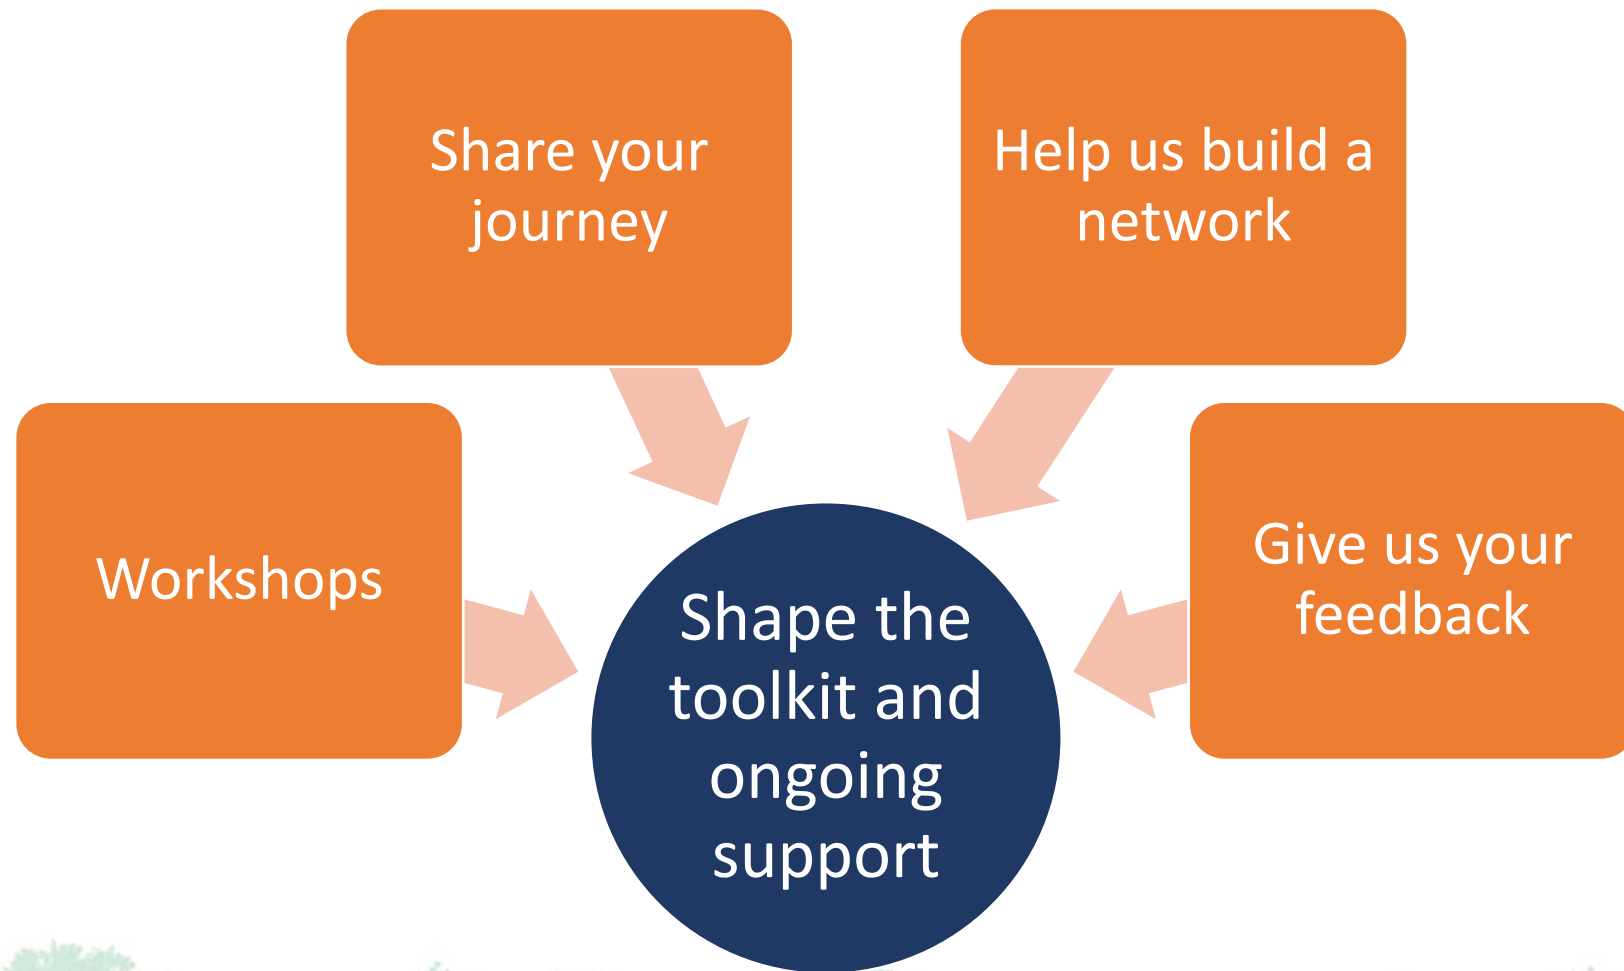 Share your
journey
Help us build a
network
Workshops
Give us your
feedback
Shape the
toolkit and
ongoing
support